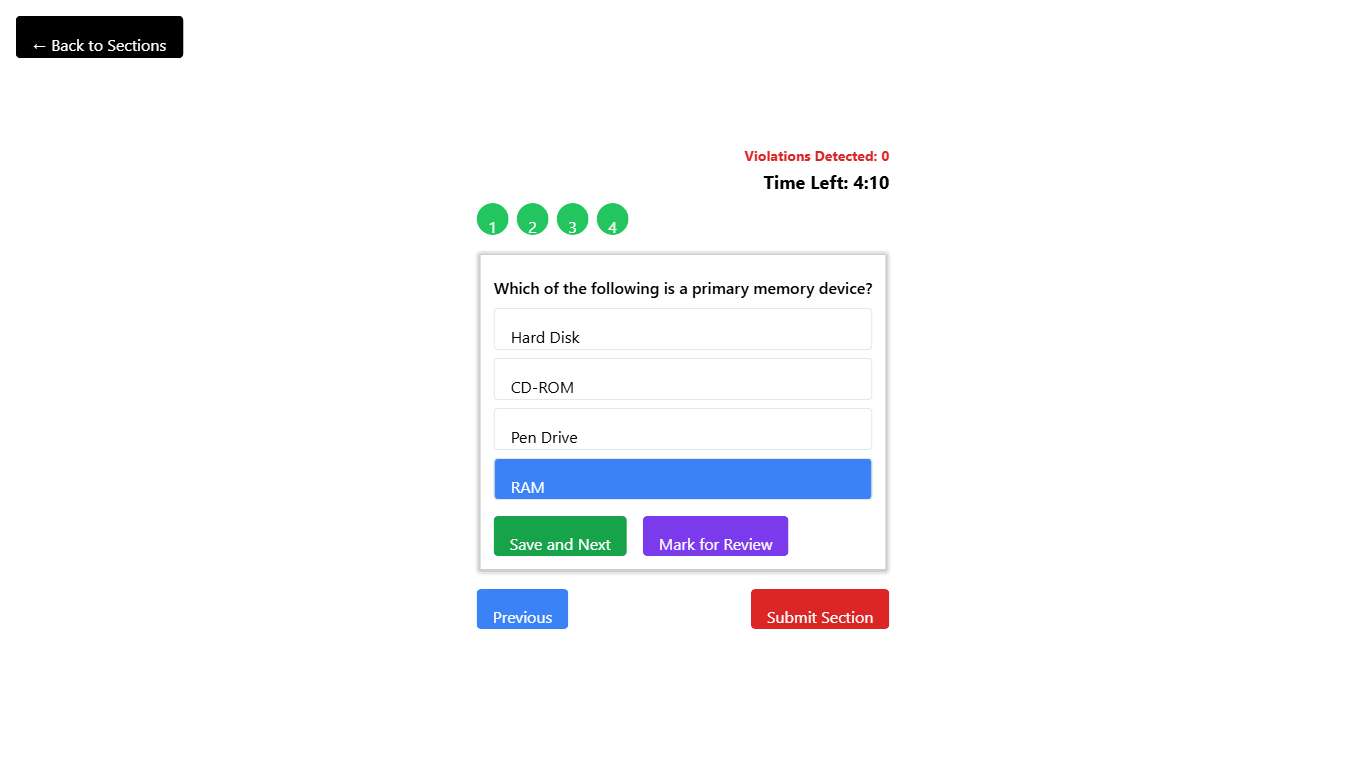 ← Back to Sections
Violations Detected: 0
Time Left: 4:10
1 2 3 4
Which of the following is a primary memory device?
Hard Disk
CD-ROM
Pen Drive
RAM
Save and Next Mark for Review
Previous Submit Section